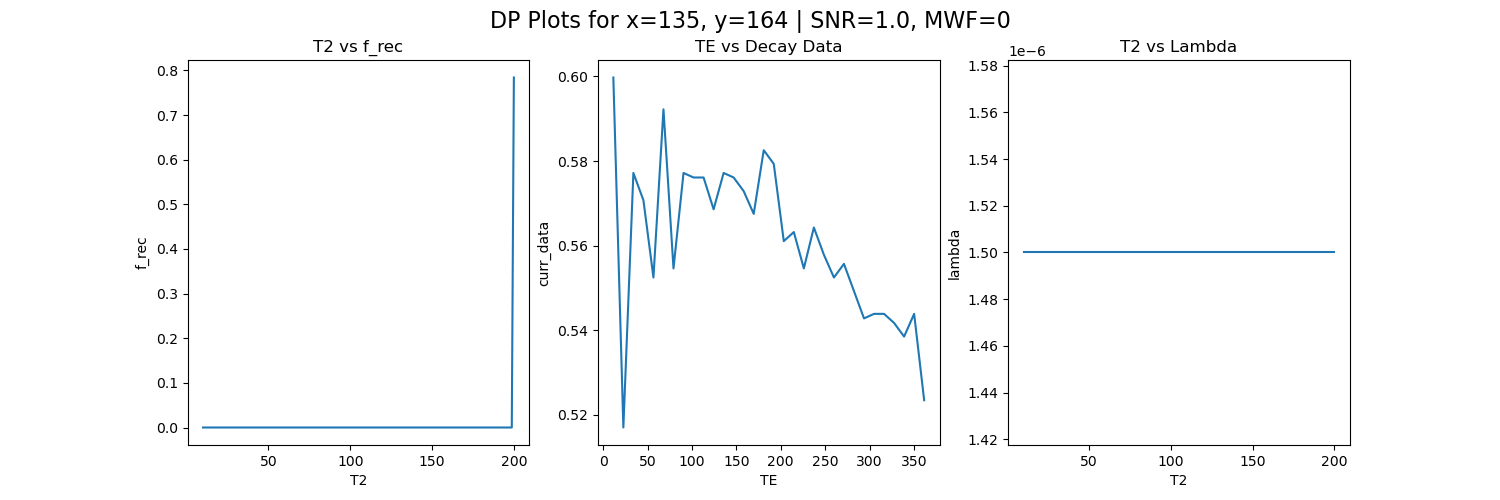 DP Plots for x=135, y=164 | SNR=1.0, MWF=0
T2 vs f_rec
0.8
0.7
0.6
0.5
0.4
0.3
0.2
0.1
0.0
f_rec
50 100 150 200
T2
TE vs Decay Data
0.60
0.58
0.56
0.54
0.52
curr_data
0 50 100 150 200 250 300 350
TE
T2 vs Lambda
1e−6
1.58
1.56
1.54
1.52
1.50
1.48
1.46
1.44
1.42
lambda
50 100 150 200
T2